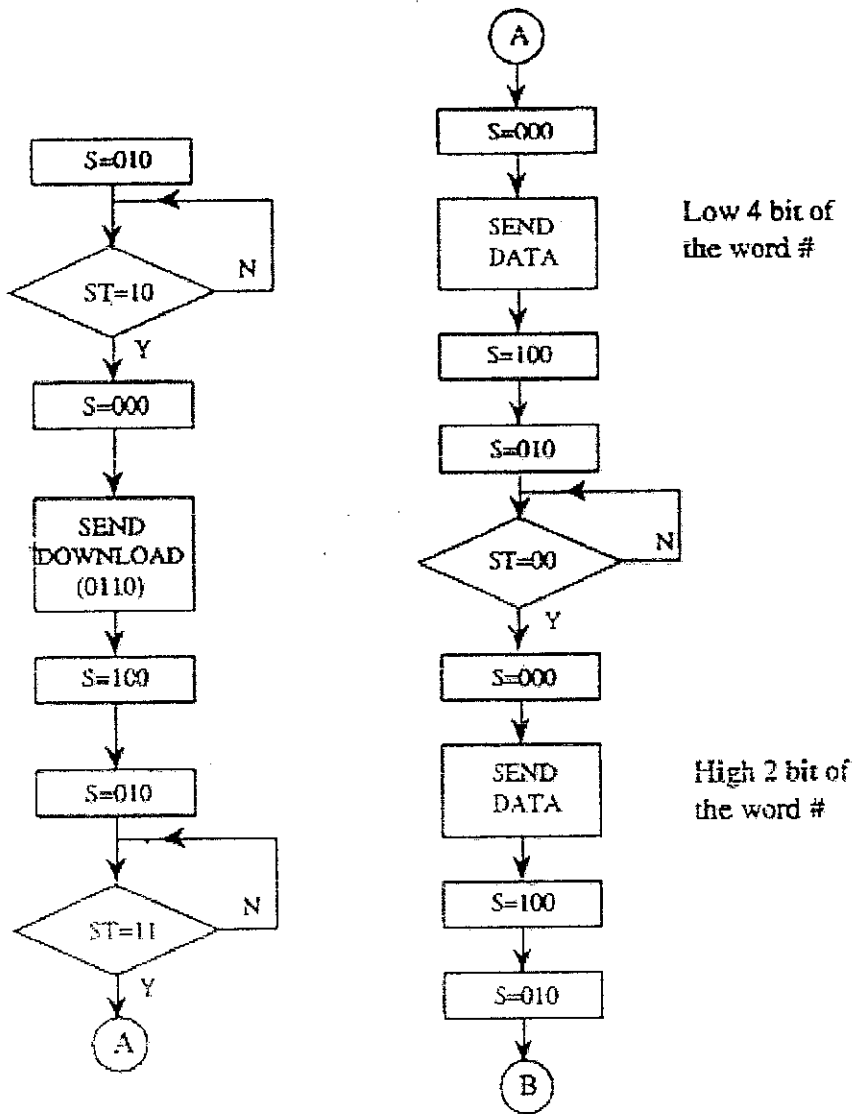 S=010
ST=10
N
Y
S=000
SEND
DOWNLOAD
(0110)
S=100
S=010
ST=11
N
Y
A
A
S=000
SEND
DATA
Low 4 bit of
the word #
S=100
S=010
ST=00
N
Y
S=000
SEND
DATA
High 2 bit of
the word #
S=100
S=010
B